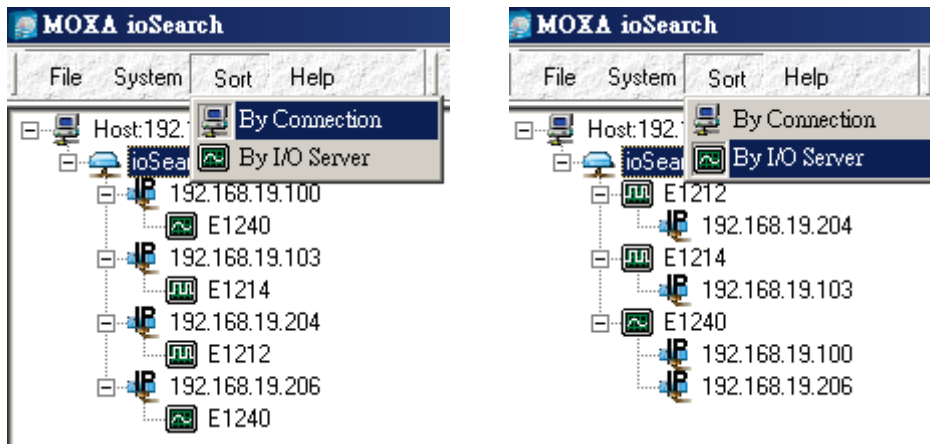 MOXA ioSearch
File System Sort Help
By Connection
Host:192.
By I/O Server
ioSea
192.168.19.100
E1240
192.168.19.103
E1214
192.168.19.204
E1212
192.168.19.206
E1240
MOXA ioSearch
File System Sort Help
By Connection
Host:192.
By I/O Server
ioSea
E1212
192.168.19.204
E1214
192.168.19.103
E1240
192.168.19.100
192.168.19.206